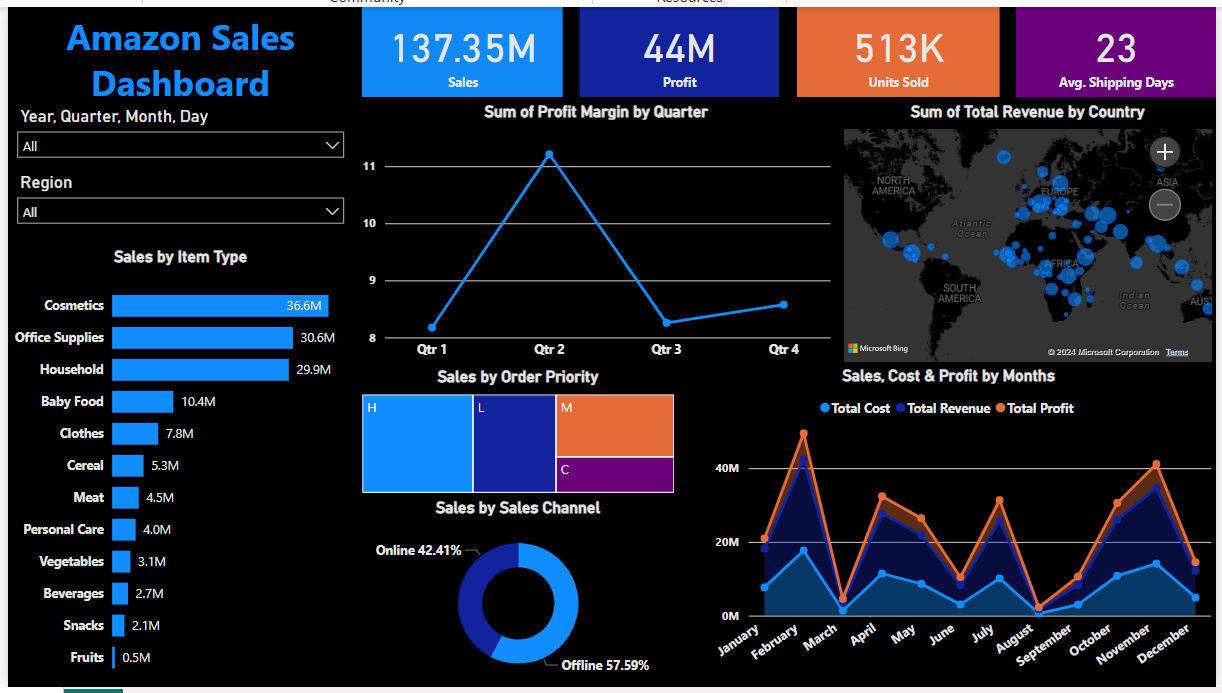 Community
Resources
Amazon Sales
Dashboard
Year, Quarter, Month, Day
All
Region
All
137.35M
Sales
44M
Profit
513K
Units Sold
23
Avg. Shipping Days
Sales by Item Type
Cosmetics 36.6M
Office Supplies 30.6M
Household 29.9M
Baby Food 10.4M
Clothes 7.8M
Cereal 5.3M
Meat 4.5M
Personal Care 4.0M
Vegetables 3.1M
Beverages 2.7M
Snacks 2.1M
Fruits 0.5M
Sum of Profit Margin by Quarter
11
10
9
8
Qtr 1 Qtr 2 Qtr 3 Qtr 4
Sum of Total Revenue by Country
NORTH
AMERICA
EUROPE
ASIA
Atlantic
Ocean
AFRICA
SOUTH
AMERICA
Indian
Ocean
AUS
Microsoft Bing
© 2024 Microsoft Corporation Terms
Sales by Order Priority
H
L
M
C
Sales by Sales Channel
Online 42.41%
Offline 57.59%
Sales, Cost & Profit by Months
Total Cost Total Revenue Total Profit
40M
20M
0M
January February March April May June July August September October November December